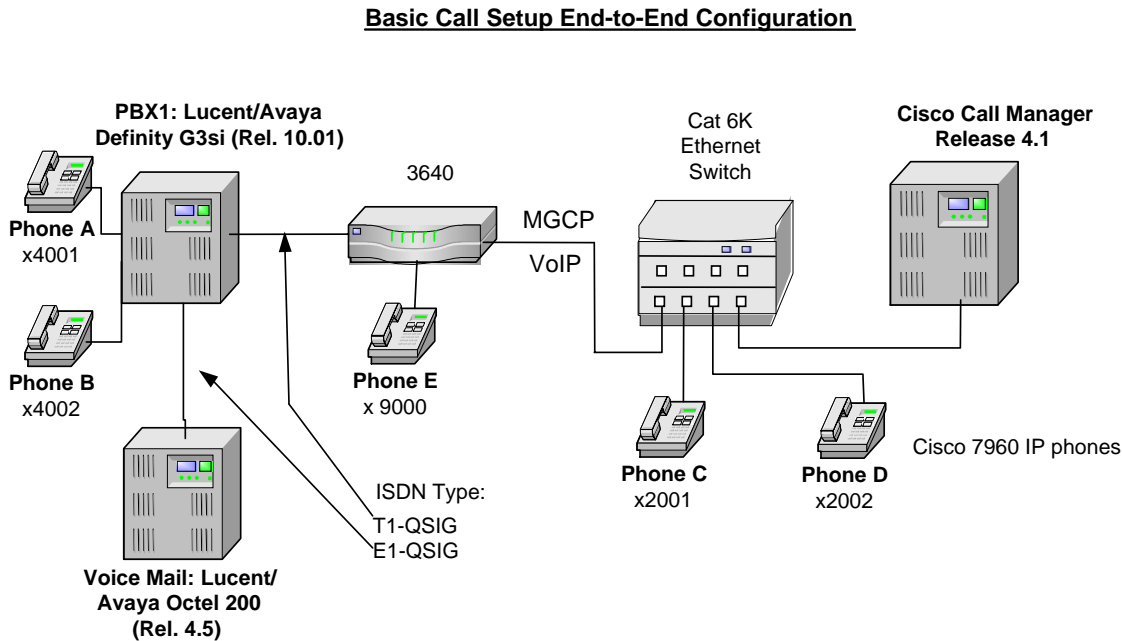 Basic Call Setup End-to-End Configuration
PBX1: Lucent/Avaya
Definity G3si (Rel. 10.01)
Phone A
x4001
Phone B
x4002
3640
MGCP
VoIP
Phone E
x 9000
Cat 6K
Ethernet
Switch
Cisco Call Manager
Release 4.1
Phone C
x2001
Phone D
x2002
Cisco 7960 IP phones
ISDN Type:
T1-QSIG
E1-QSIG
Voice Mail: Lucent/
Avaya Octel 200
(Rel. 4.5)